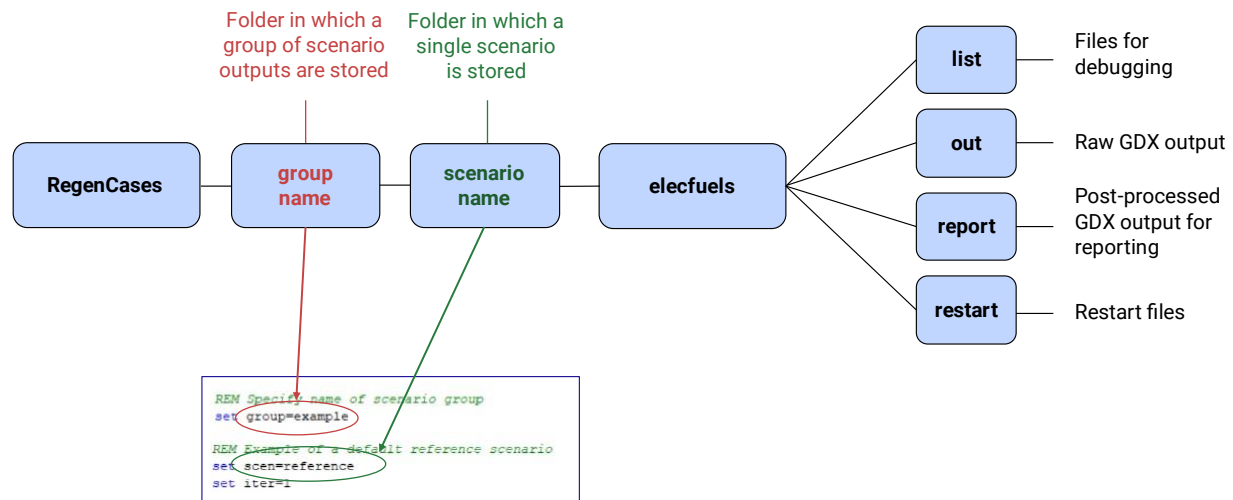 Folder in which a
group of scenario
outputs are stored
Folder in which a
single scenario
is stored
RegenCases
group
name
scenario
name
elecfuels
list
Files for
debugging
out
Raw GDX output
report
Post-processed
GDX output for
reporting
restart
Restart files
REM Specify name of scenario group
set group=example
REM Example of a default reference scenario
set scen=reference
set iter=1